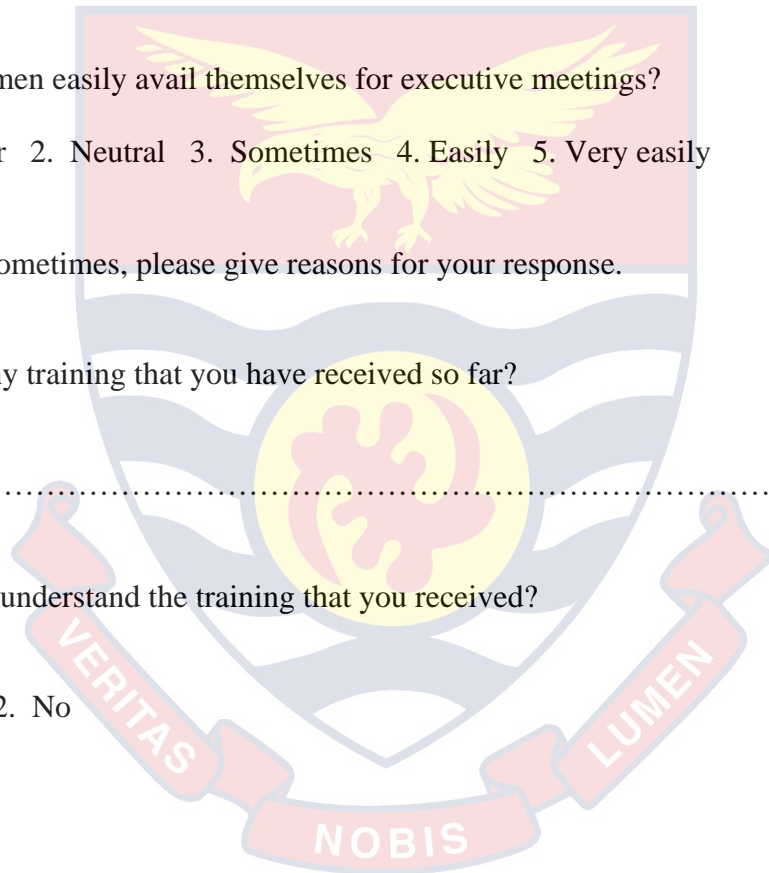 men easily avail themselves for executive meetings?
r 2. Neutral 3. Sometimes 4. Easily 5. Very easily
ometimes, please give reasons for your response.
y training that you have received so far?
……………………………………………………………………
understand the training that you received?
2. No
VERITAS
NOBIS
LUMEN